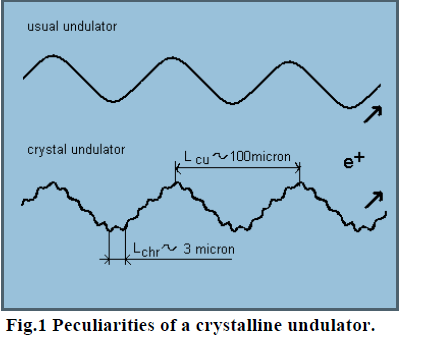 usual undulator
crystal undulator
L cu ~ 100micron
e+
L chr ~ 3 micron
Fig.1 Peculiarities of a crystalline undulator.